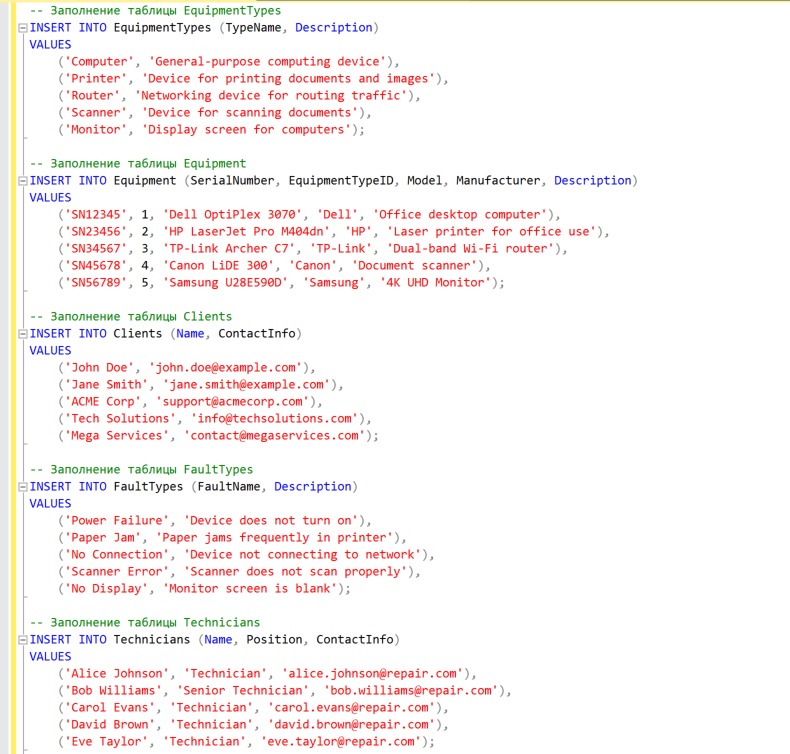 -- Заполнение таблицы EquipmentTypes
INSERT INTO EquipmentTypes (TypeName, Description)
VALUES
('Computer', 'General-purpose computing device'),
('Printer', 'Device for printing documents and images'),
('Router', 'Networking device for routing traffic'),
('Scanner', 'Device for scanning documents'),
('Monitor', 'Display screen for computers');
-- Заполнение таблицы Equipment
INSERT INTO Equipment (SerialNumber, EquipmentTypeID, Model, Manufacturer, Description)
VALUES
('SN12345', 1, 'Dell OptiPlex 3070', 'Dell', 'Office desktop computer'),
('SN23456', 2, 'HP LaserJet Pro M404dn', 'HP', 'Laser printer for office use'),
('SN34567', 3, 'TP-Link Archer C7', 'TP-Link', 'Dual-band Wi-Fi router'),
('SN45678', 4, 'Canon LiDE 300', 'Canon', 'Document scanner'),
('SN56789', 5, 'Samsung U28E590D', 'Samsung', '4K UHD Monitor');
-- Заполнение таблицы Clients
INSERT INTO Clients (Name, ContactInfo)
VALUES
('John Doe', 'john.doe@example.com'),
('Jane Smith', 'jane.smith@example.com'),
('ACME Corp', 'support@acmecorp.com'),
('Tech Solutions', 'info@techsolutions.com'),
('Mega Services', 'contact@megaservices.com');
-- Заполнение таблицы FaultTypes
INSERT INTO FaultTypes (FaultName, Description)
VALUES
('Power Failure', 'Device does not turn on'),
('Paper Jam', 'Paper jams frequently in printer'),
('No Connection', 'Device not connecting to network'),
('Scanner Error', 'Scanner does not scan properly'),
('No Display', 'Monitor screen is blank');
-- Заполнение таблицы Technicians
INSERT INTO Technicians (Name, Position, ContactInfo)
VALUES
('Alice Johnson', 'Technician', 'alice.johnson@repair.com'),
('Bob Williams', 'Senior Technician', 'bob.williams@repair.com'),
('Carol Evans', 'Technician', 'carol.evans@repair.com'),
('David Brown', 'Technician', 'david.brown@repair.com'),
('Eve Taylor', 'Technician', 'eve.taylor@repair.com');